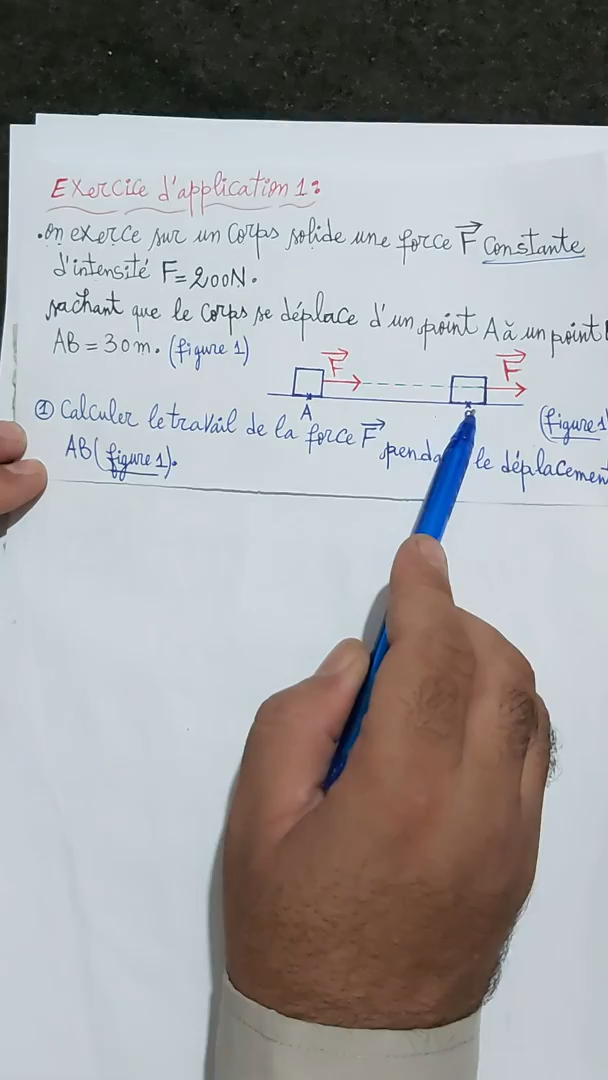 Exercice d'application 1:
.on exerce sur un corps solide une force F constante
d'intensité F=200N.
sachant que le corps se déplace d'un point A à un point
AB = 30m. (figure 1)
F F
A
(figure 1
① Calculer le travail de la force F le déplacement
AB (figure 1).